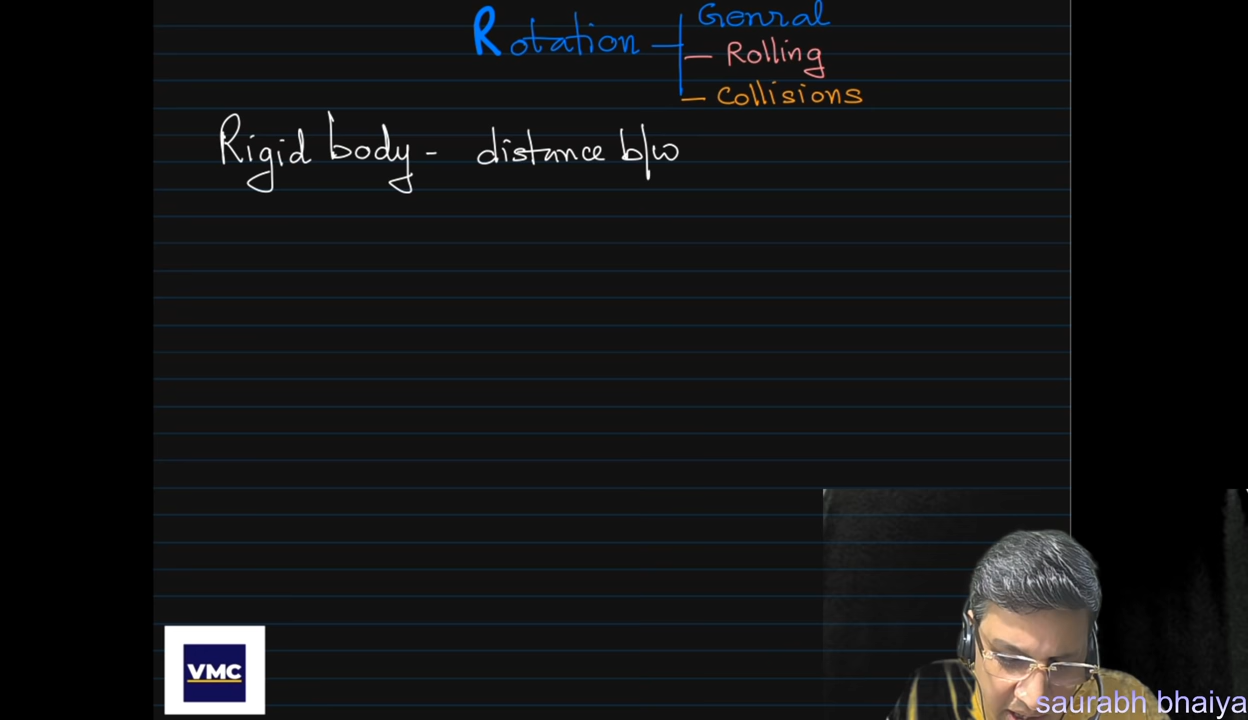 Rotation
Genral
- Rolling
- Collisions
Rigid body - distance b/w
VMC
saurabh bhaiya